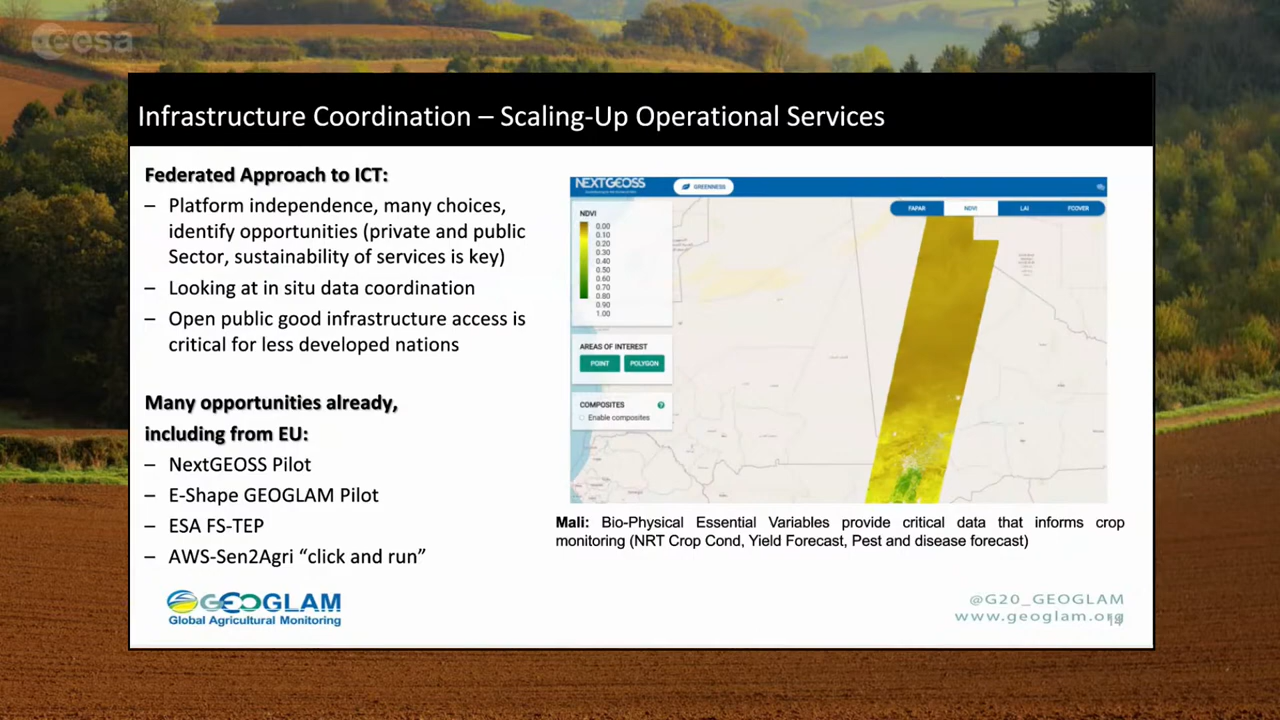 esa
Infrastructure Coordination – Scaling-Up Operational Services
Federated Approach to ICT:
– Platform independence, many choices,
identify opportunities (private and public
Sector, sustainability of services is key)
– Looking at in situ data coordination
– Open public good infrastructure access is
critical for less developed nations
Many opportunities already,
including from EU:
– NextGEOSS Pilot
– E-Shape GEOGLAM Pilot
– ESA FS-TEP
– AWS-Sen2Agri “click and run”
GEOGLAM
Global Agricultural Monitoring
NEXTGEOSS
GREENNESS
FAPAR NDVI LAI FCOVER
NDVI
0.00
0.10
0.20
0.30
0.40
0.50
0.60
0.70
0.80
0.90
1.00
AREAS OF INTEREST
POINT POLYGON
COMPOSITES
Enable composites
Mali: Bio-Physical Essential Variables provide critical data that informs crop
monitoring (NRT Crop Cond, Yield Forecast, Pest and disease forecast)
@G20_GEOGLAM
www.geoglam.org